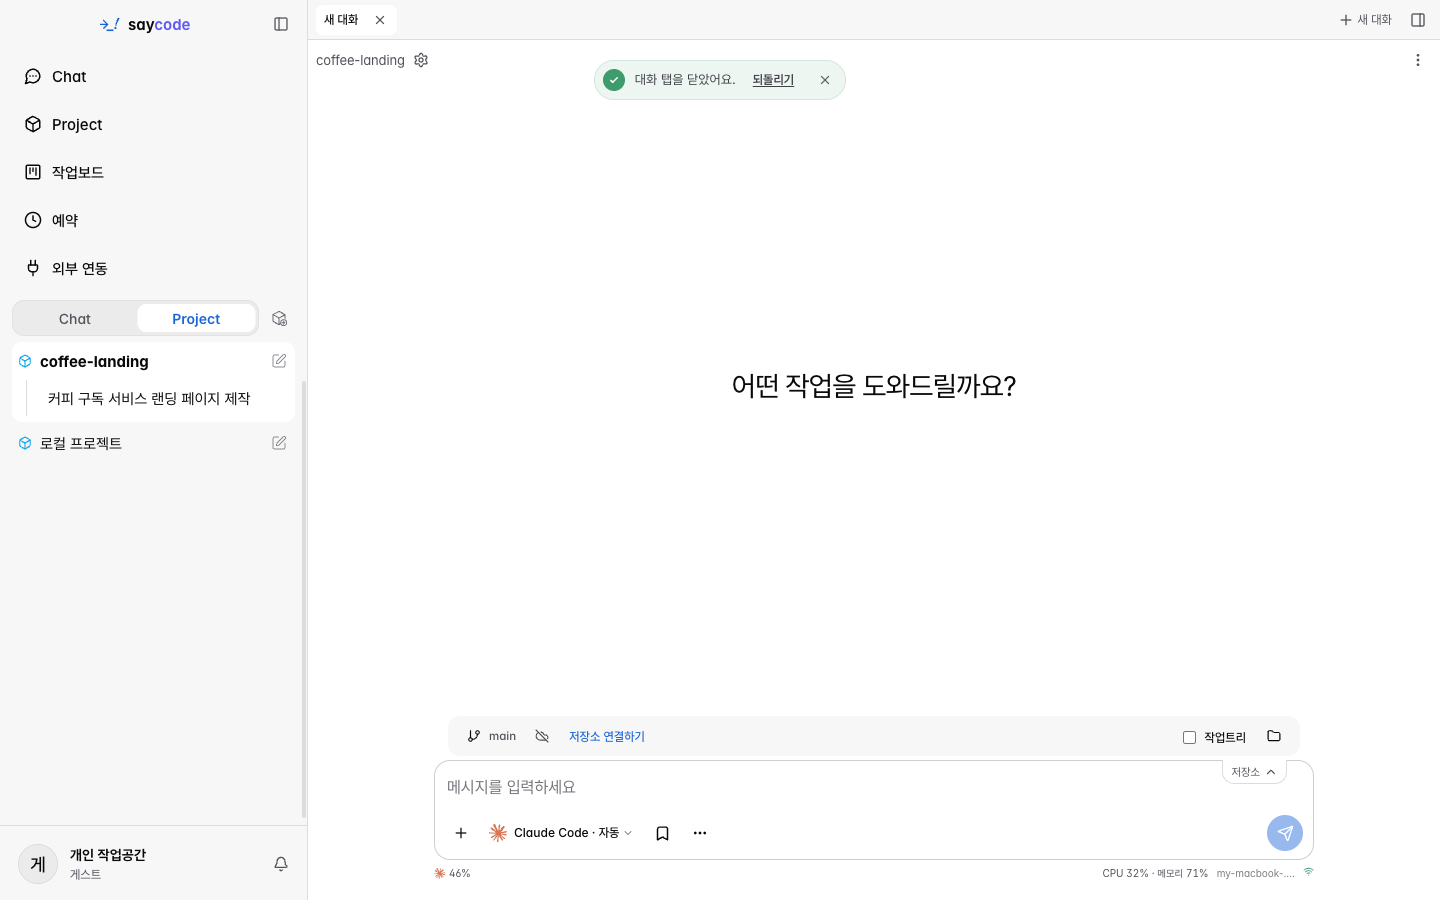 saycode
Chat
Project
작업보드
예약
외부 연동
Chat
Project
coffee-landing
커피 구독 서비스 랜딩 페이지 제작
로컬 프로젝트
게
개인 작업공간
게스트
새 대화
새 대화
coffee-landing
대화 탭을 닫았어요. 되돌리기
어떤 작업을 도와드릴까요?
main
저장소 연결하기
작업트리
저장소
메시지를 입력하세요
Claude Code · 자동
46%
CPU 32% · 메모리 71%
my-macbook-....